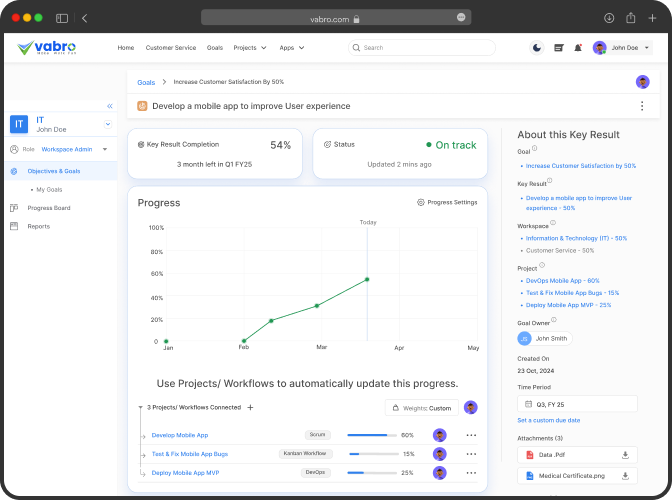 vabro.com
vabro
Home Customer Service Goals Projects Apps Search John Doe
Goals > Increase Customer Satisfaction By 50%
Develop a mobile app to improve User experience
IT
IT
John Doe
Role Workspace Admin
Objectives & Goals
My Goals
Progress Board
Reports
Key Result Completion 54%
3 month left in Q1 FY25
Status On track
Updated 2 mins ago
Progress
Progress Settings
Today
100%
80%
60%
40%
20%
0
Jan Feb Mar Apr May
Use Projects/ Workflows to automatically update this progress.
3 Projects/ Workflows Connected +
Weights: Custom
Develop Mobile App Scrum 60%
Test & Fix Mobile App Bugs Kanban Workflow 15%
Deploy Mobile App MVP DevOps 25%
About this Key Result
Goal
Increase Customer Satisfaction by 50%
Key Result
Develop a mobile app to improve User
experience - 50%
Workspace
Information & Technology (IT) - 50%
Customer Service - 50%
Project
DevOps Mobile App - 60%
Test & Fix Mobile App Bugs - 15%
Deploy Mobile App MVP - 25%
Goal Owner
JS John Smith
Created On
23 Oct, 2024
Time Period
Q3, FY 25
Set a custom due date
Attachments (3)
Data .Pdf
Medical Certificate.png